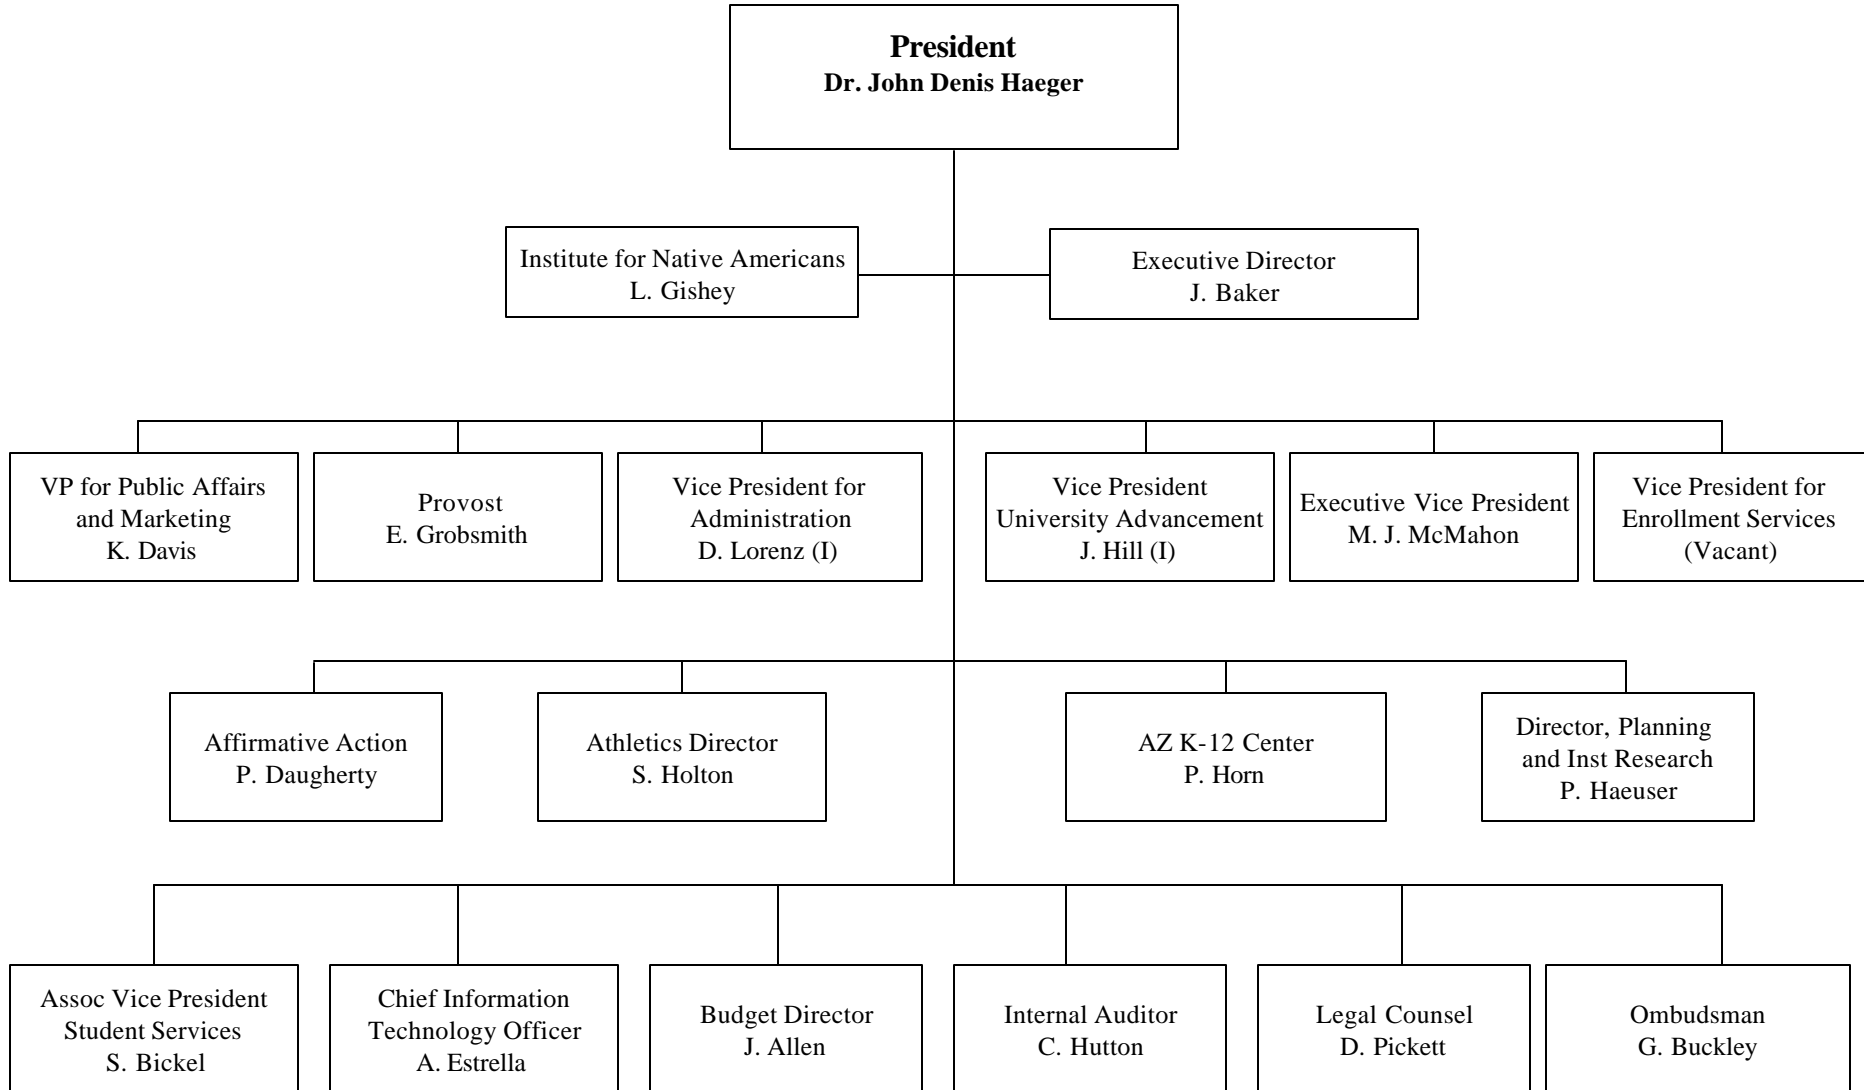 President
Dr. John Denis Haeger
Institute for Native Americans
L. Gishey
Executive Director
J. Baker
VP for Public Affairs
and Marketing
K. Davis
Provost
E. Grobsmith
Vice President for
Administration
D. Lorenz (I)
Vice President
University Advancement
J. Hill (I)
Executive Vice President
M. J. McMahon
Vice President for
Enrollment Services
(Vacant)
Affirmative Action
P. Daugherty
Athletics Director
S. Holton
AZ K-12 Center
P. Horn
Director, Planning
and Inst Research
P. Haeuser
Assoc Vice President
Student Services
S. Bickel
Chief Information
Technology Officer
A. Estrella
Budget Director
J. Allen
Internal Auditor
C. Hutton
Legal Counsel
D. Pickett
Ombudsman
G. Buckley